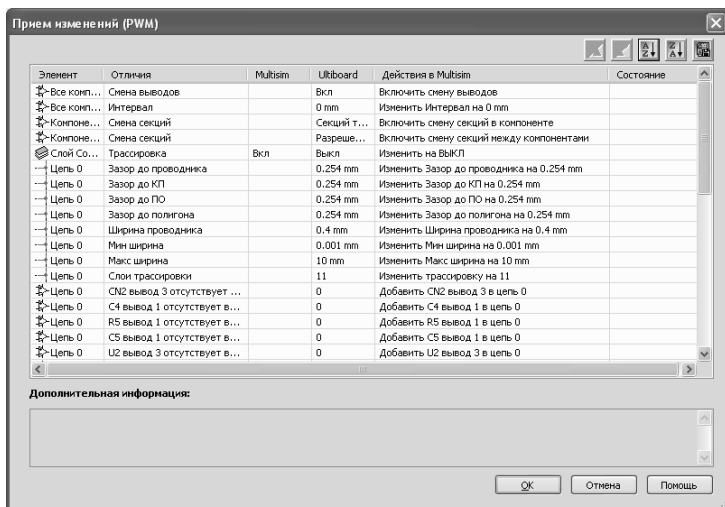 Прием изменений (PWM)
Элемент Отличия Multisim Ultiboard Действия в Multisim Состояние
Все комп... Смена выводов Вкл Включить смену выводов
Все комп... Интервал 0 mm Изменить Интервал на 0 mm
Компоне... Смена секций Секций т... Включить смену секций в компоненте
Компоне... Смена секций Разреше... Включить смену секций между компонентами
Слой Со... Трассировка Вкл Выкл Изменить на ВЫКЛ
Цепь 0 Зазор до проводника 0.254 mm Изменить Зазор до проводника на 0.254 mm
Цепь 0 Зазор до КП 0.254 mm Изменить Зазор до КП на 0.254 mm
Цепь 0 Зазор до ПО 0.254 mm Изменить Зазор до ПО на 0.254 mm
Цепь 0 Зазор до полигона 0.254 mm Изменить Зазор до полигона на 0.254 mm
Цепь 0 Ширина проводника 0.4 mm Изменить Ширина проводника на 0.4 mm
Цепь 0 Мин ширина 0.001 mm Изменить Мин ширина на 0.001 mm
Цепь 0 Макс ширина 10 mm Изменить Макс ширина на 10 mm
Цепь 0 Слои трассировки 11 Изменить трассировку на 11
Цепь 0 CN2 вывод 3 отсутствует ... 0 Добавить CN2 вывод 3 в цепь 0
Цепь 0 C4 вывод 1 отсутствует в... 0 Добавить C4 вывод 1 в цепь 0
Цепь 0 R5 вывод 1 отсутствует в... 0 Добавить R5 вывод 1 в цепь 0
Цепь 0 C5 вывод 1 отсутствует в... 0 Добавить C5 вывод 1 в цепь 0
Цепь 0 U2 вывод 3 отсутствует в... 0 Добавить U2 вывод 3 в цепь 0
Дополнительная информация:
OK Отмена Помощь